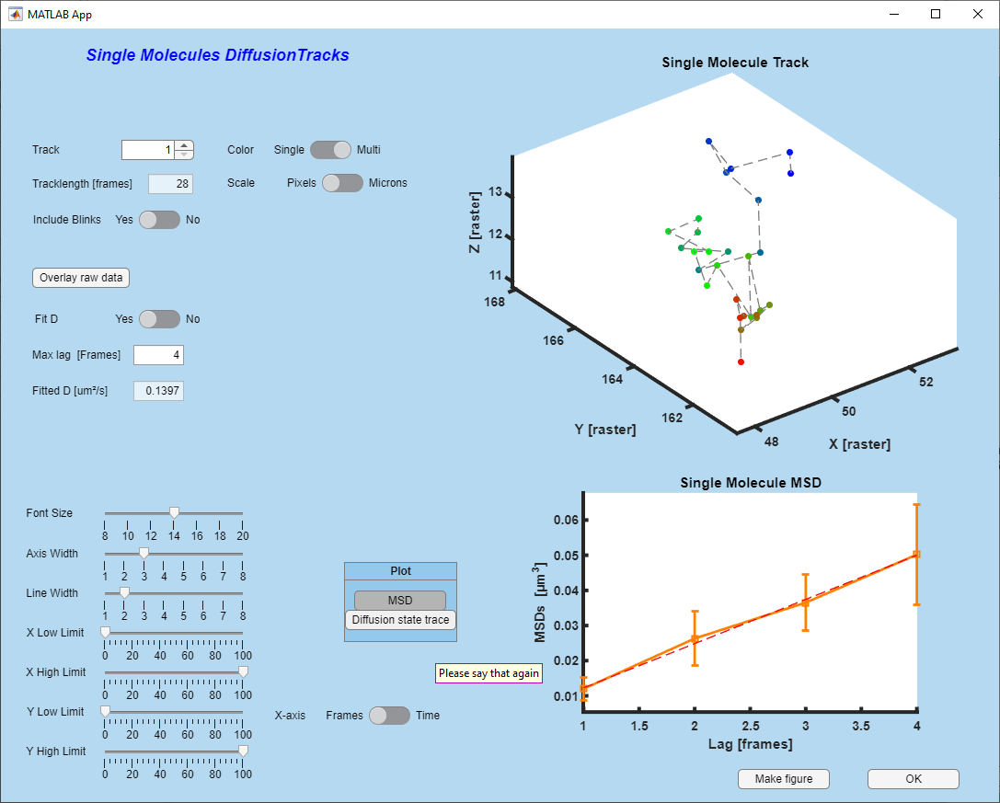 MATLAB App
Single Molecules DiffusionTracks
Track 1 Color Single Multi
Tracklength [frames] 28 Scale Pixels Microns
Include Blinks Yes No
Overlay raw data
Fit D Yes No
Max lag [Frames] 4
Fitted D [um²/s] 0.1397
Single Molecule Track
Z [raster]
13
12
11
168
166
164
162
Y [raster]
48
50
52
X [raster]
Font Size
8 10 12 14 16 18 20
Axis Width
1 2 3 4 5 6 7 8
Line Width
1 2 3 4 5 6 7 8
X Low Limit
0 20 40 60 80 100
X High Limit
0 20 40 60 80 100
Y Low Limit
0 20 40 60 80 100
Y High Limit
0 20 40 60 80 100
Plot
MSD
Diffusion state trace
Please say that again
X-axis Frames Time
Single Molecule MSD
MSDs [µm³]
0.06
0.05
0.04
0.03
0.02
0.01
1 1.5 2 2.5 3 3.5 4
Lag [frames]
Make figure OK